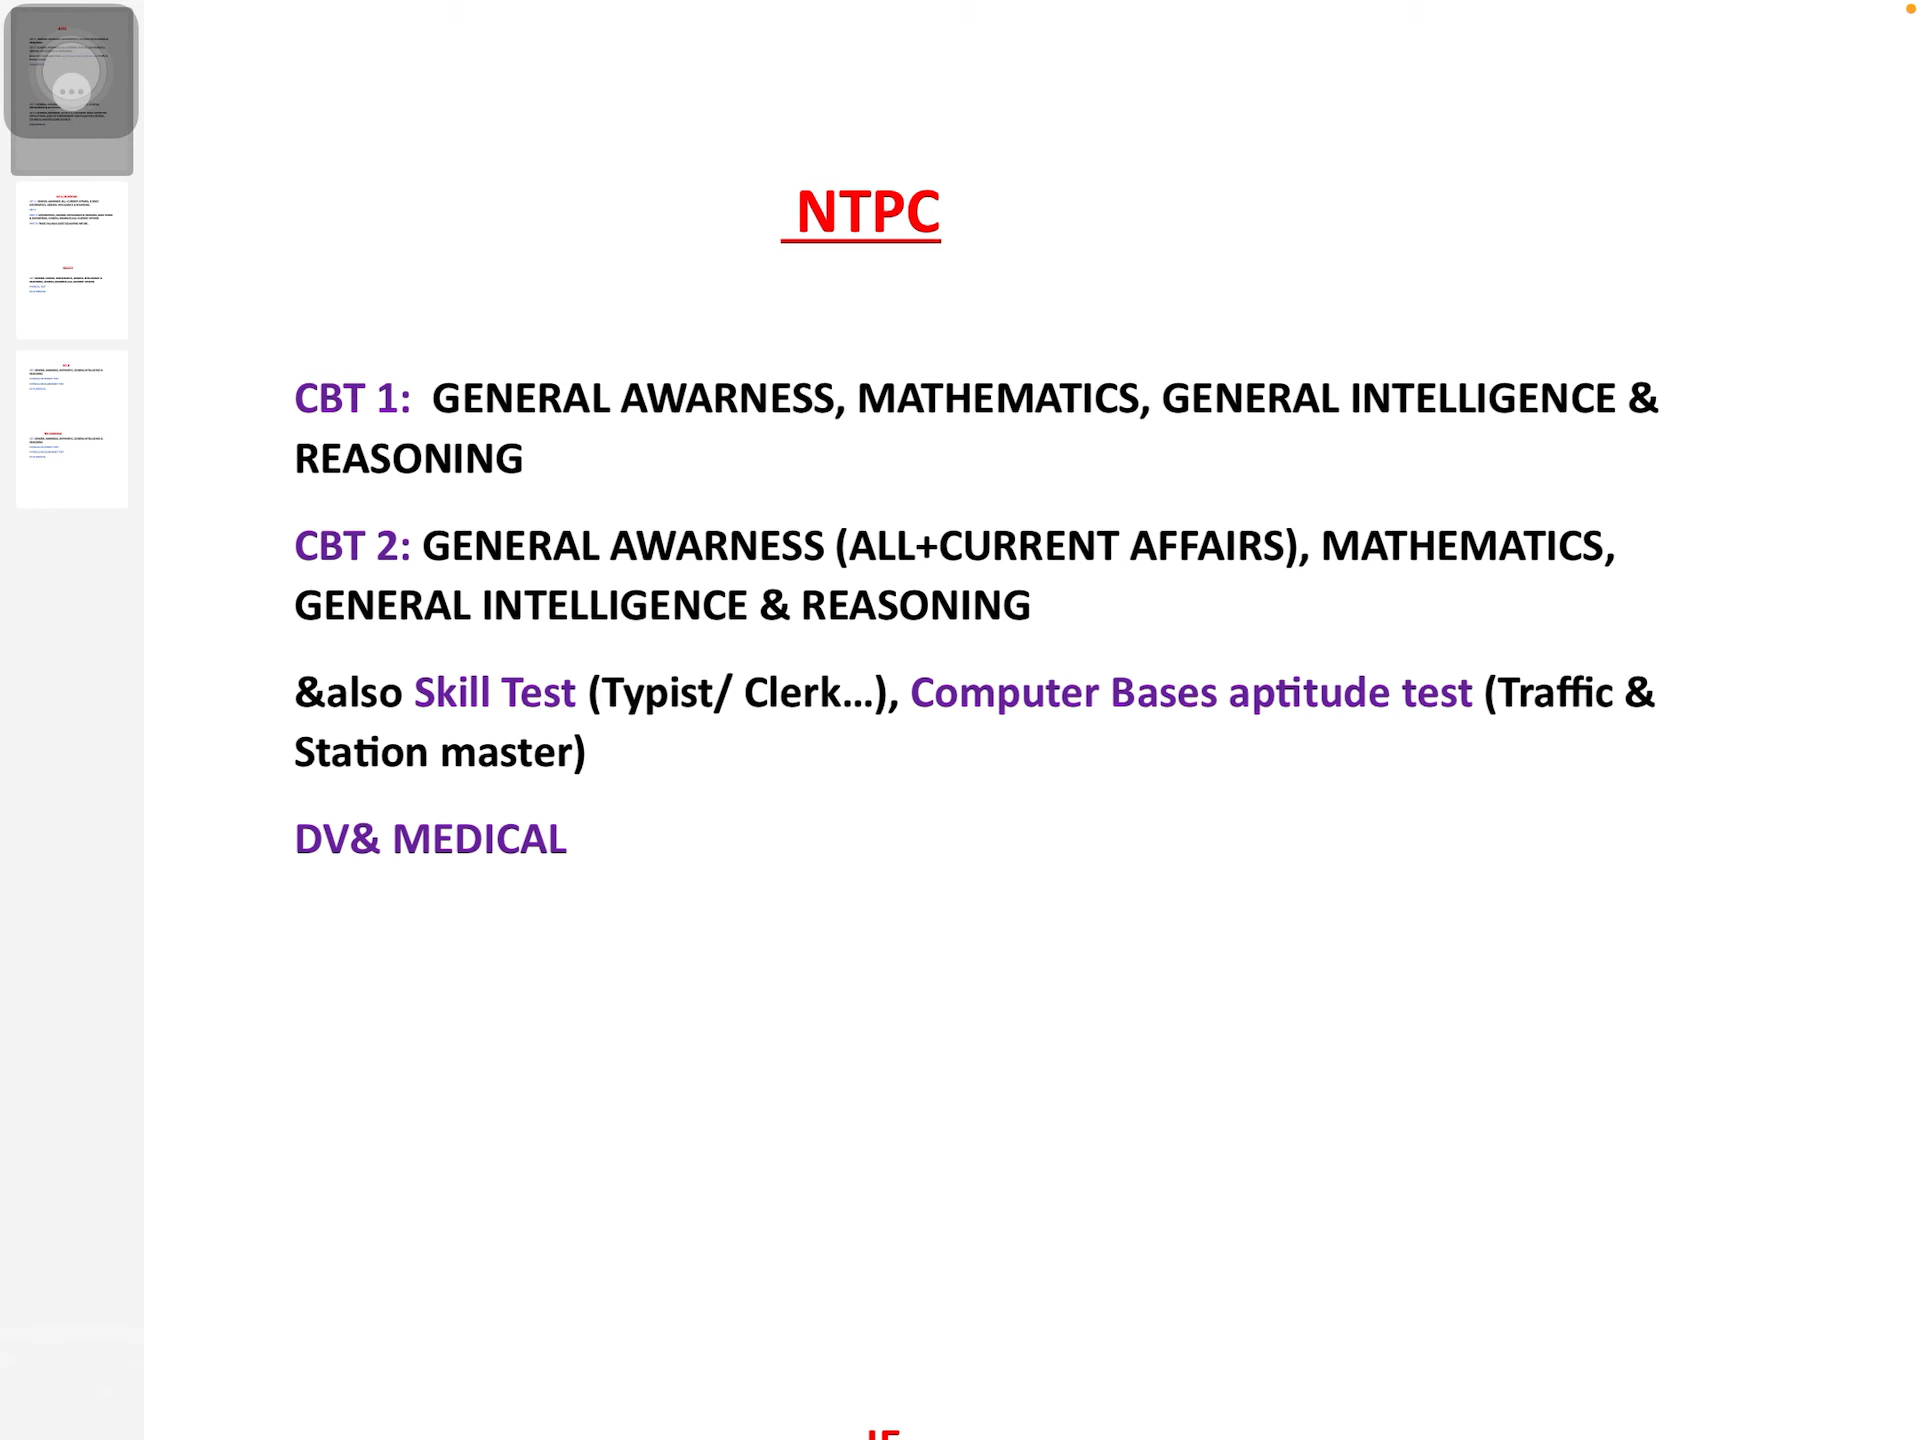 NTPC
CBT 1:  GENERAL AWARNESS, MATHEMATICS, GENERAL INTELLIGENCE &
REASONING
CBT 2: GENERAL AWARNESS (ALL+CURRENT AFFAIRS), MATHEMATICS,
GENERAL INTELLIGENCE & REASONING
&also Skill Test (Typist/ Clerk...), Computer Bases aptitude test (Traffic &
Station master)
DV& MEDICAL